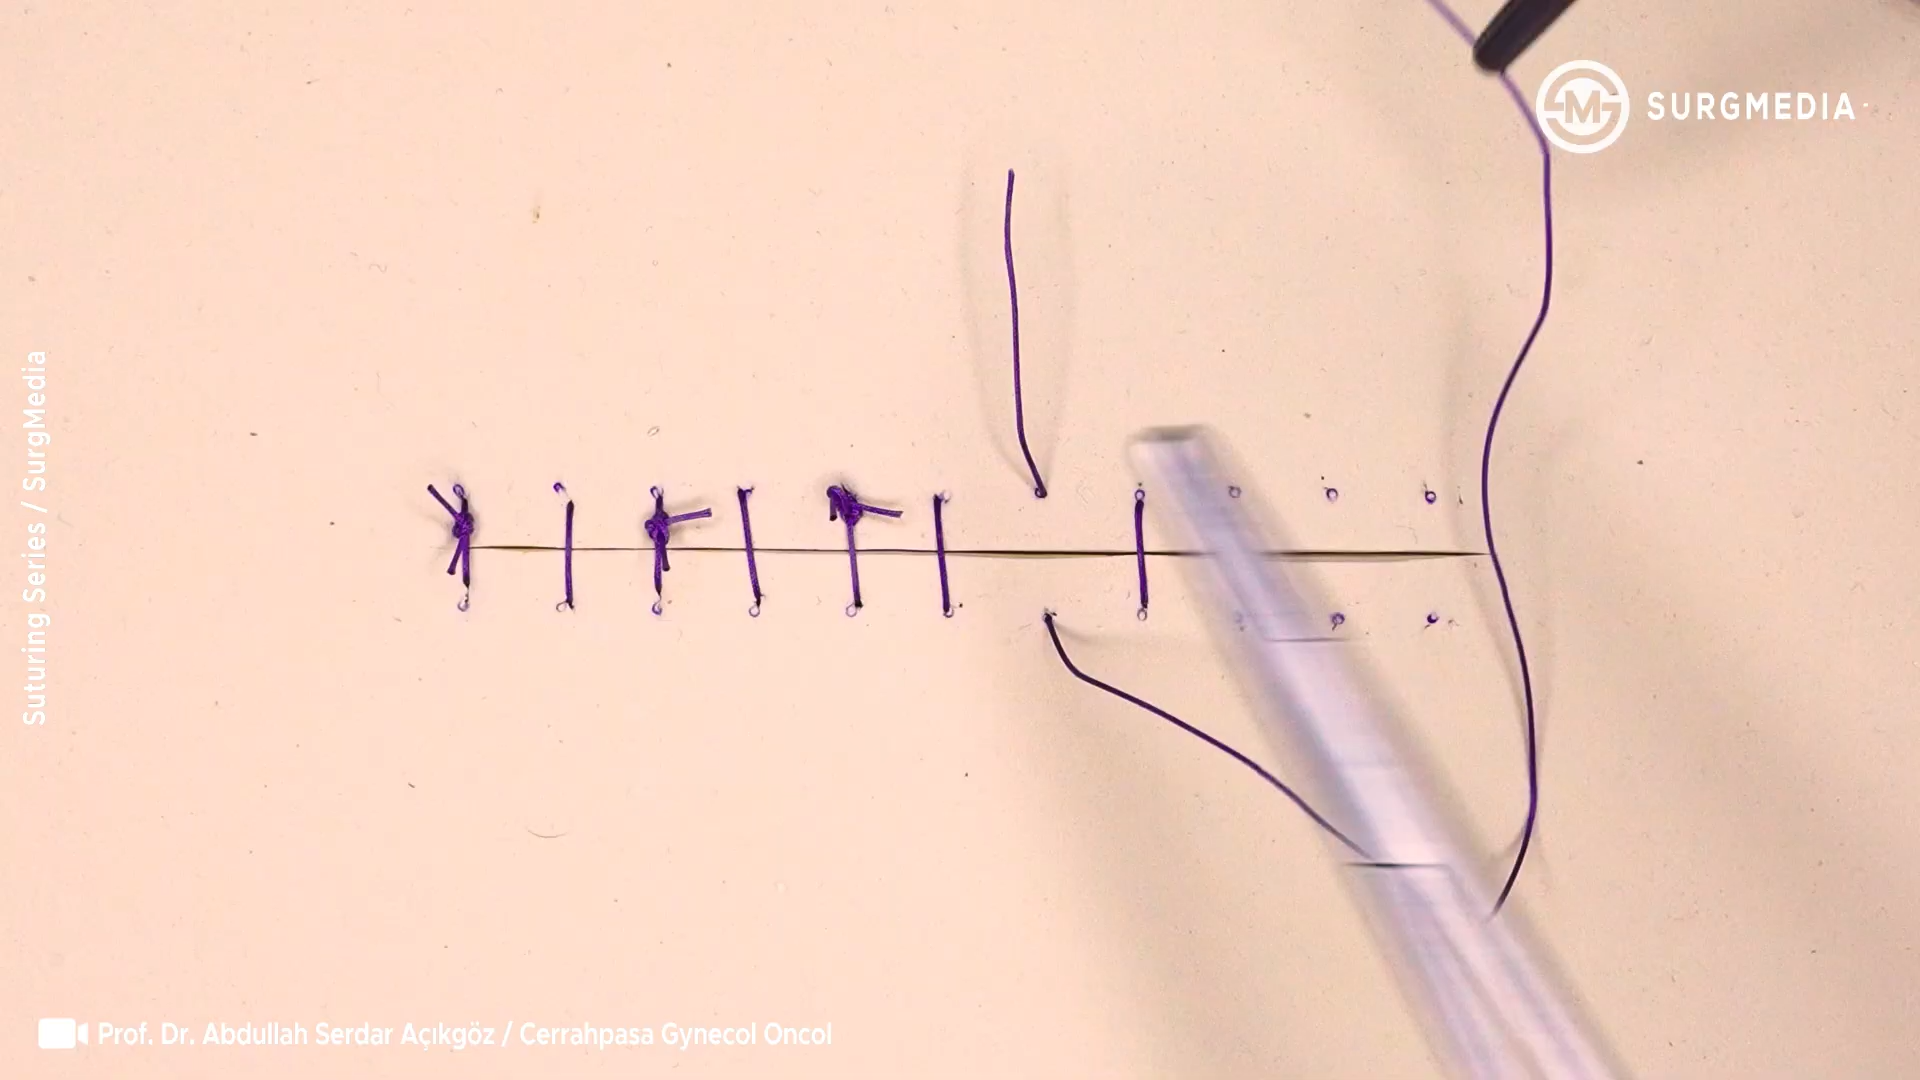 SURGMEDIA
Suturing Series / SurgMedia
Prof. Dr. Abdullah Serdar Açıkgöz / Cerrahpasa Gynecol Oncol